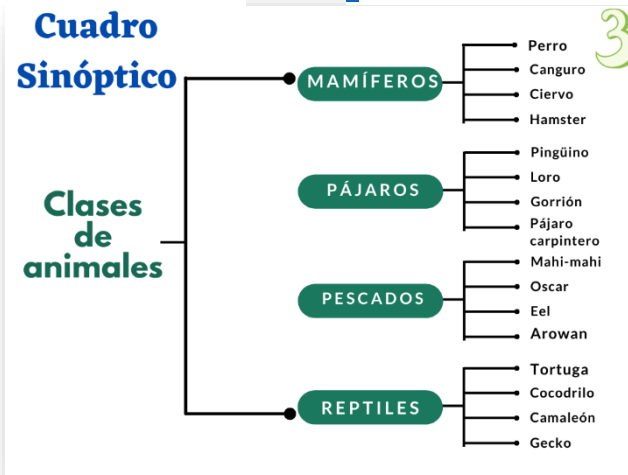 Cuadro
Sinóptico
3
Clases
de
animales
MAMÍFEROS
Perro
Canguro
Ciervo
Hamster
PÁJAROS
Pingüino
Loro
Gorrión
Pájaro
carpintero
PESCADOS
Mahi-mahi
Oscar
Eel
Arowan
REPTILES
Tortuga
Cocodrilo
Camaleón
Gecko